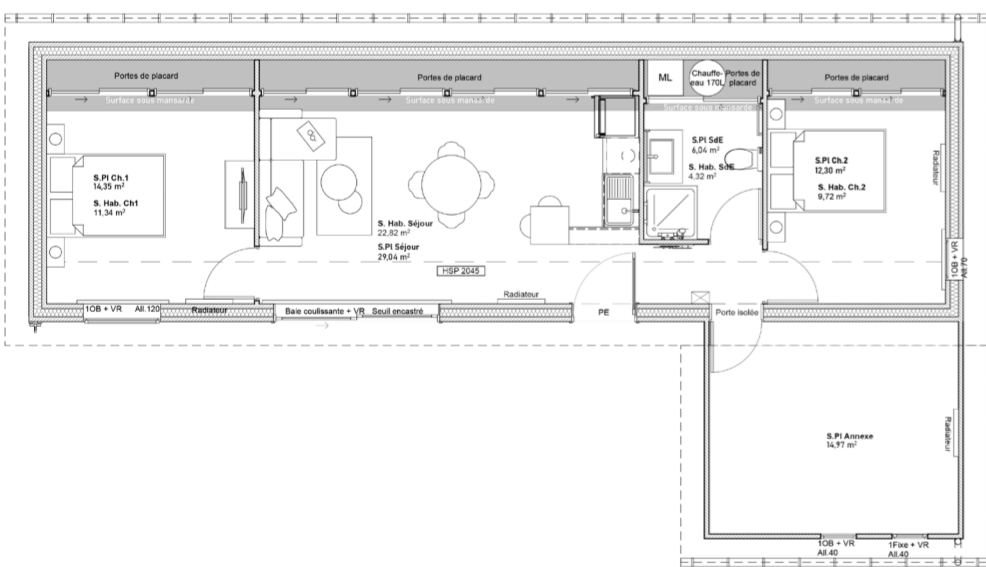 Portes de placard
Portes de placard
ML
Chauffe-
eau 170L
Portes de
placard
Portes de placard
Surface sous mansarde
Surface sous mansarde
Surface sous mansarde
Surface sous mansarde
S.Pl Ch.1
14,35 m²
S. Hab. Ch1
11,34 m²
S. Hab. Séjour
22,82 m²
S.Pl Séjour
29,04 m²
HSP 2045
S.Pl SdE
6,04 m²
S. Hab. SdE
4,32 m²
S.Pl Ch.2
12,30 m²
S. Hab. Ch.2
9,72 m²
Radiateur
1OB + VR
All.70
1OB + VR All.120
Radiateur
Baie coulissante + VR Seuil encastré
Radiateur
PE
Porte isolée
S.Pl Annexe
14,97 m²
Radiateur
1OB + VR
All.40
1Fixe + VR
All.40